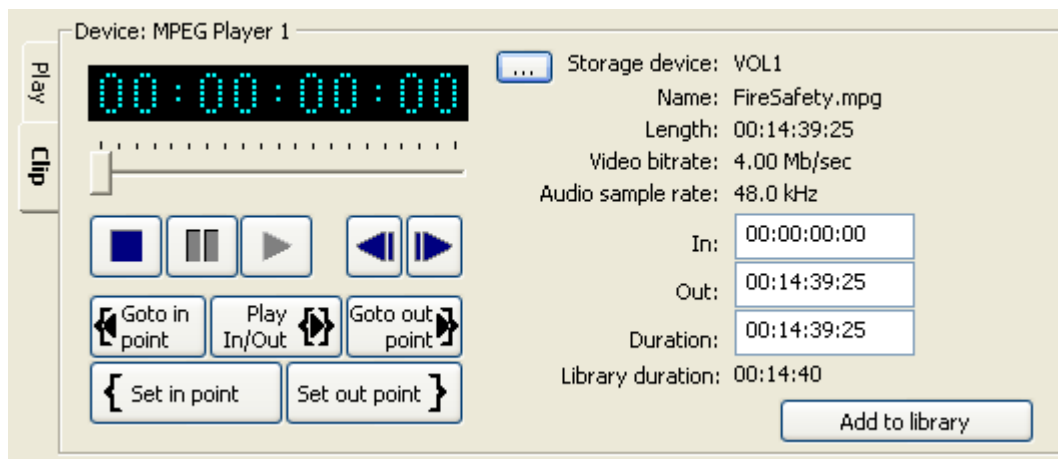 Device: MPEG Player 1
Play
Clip
00:00:00:00
... Storage device: VOL1
Name: FireSafety.mpg
Length: 00:14:39:25
Video bitrate: 4.00 Mb/sec
Audio sample rate: 48.0 kHz
In: 00:00:00:00
Out: 00:14:39:25
Duration: 00:14:39:25
Library duration: 00:14:40
Goto in
point
Play
In/Out
Goto out
point
{ Set in point
Set out point }
Add to library